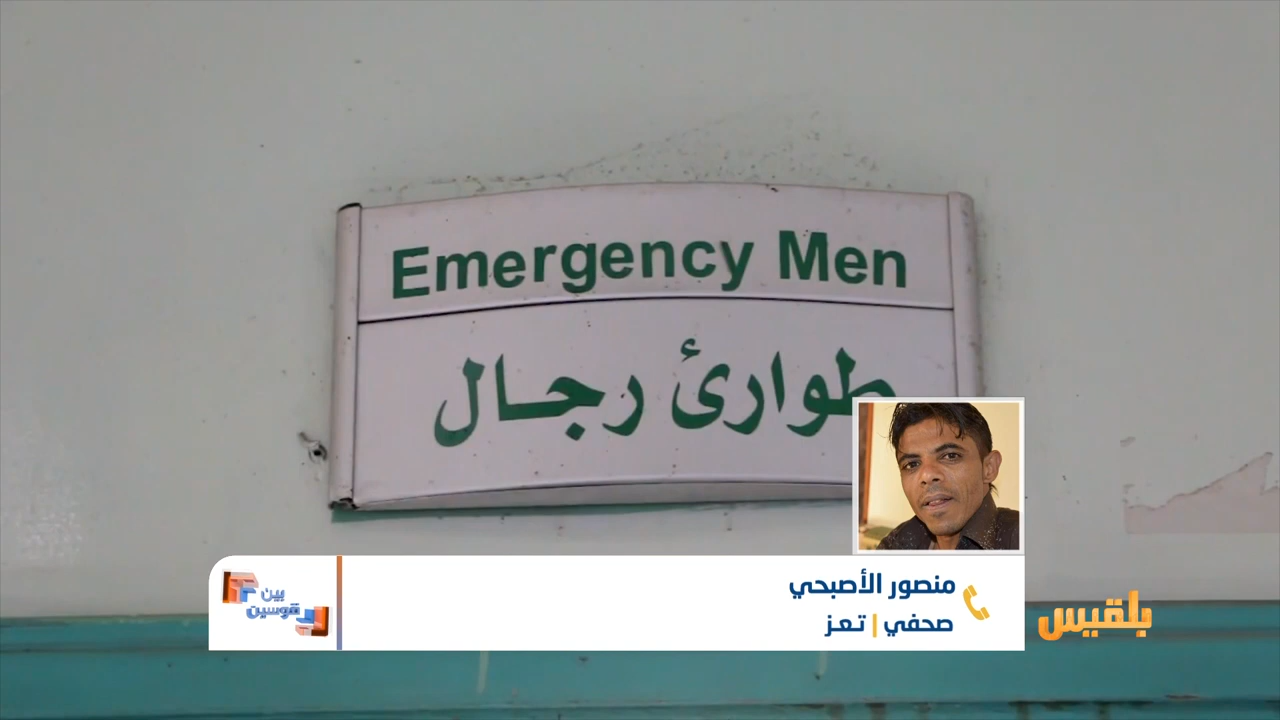 Emergency Men
طوارئ رجال
منصور الأصبحي
صحفي | تعز
بين
قوسين
بلقيس